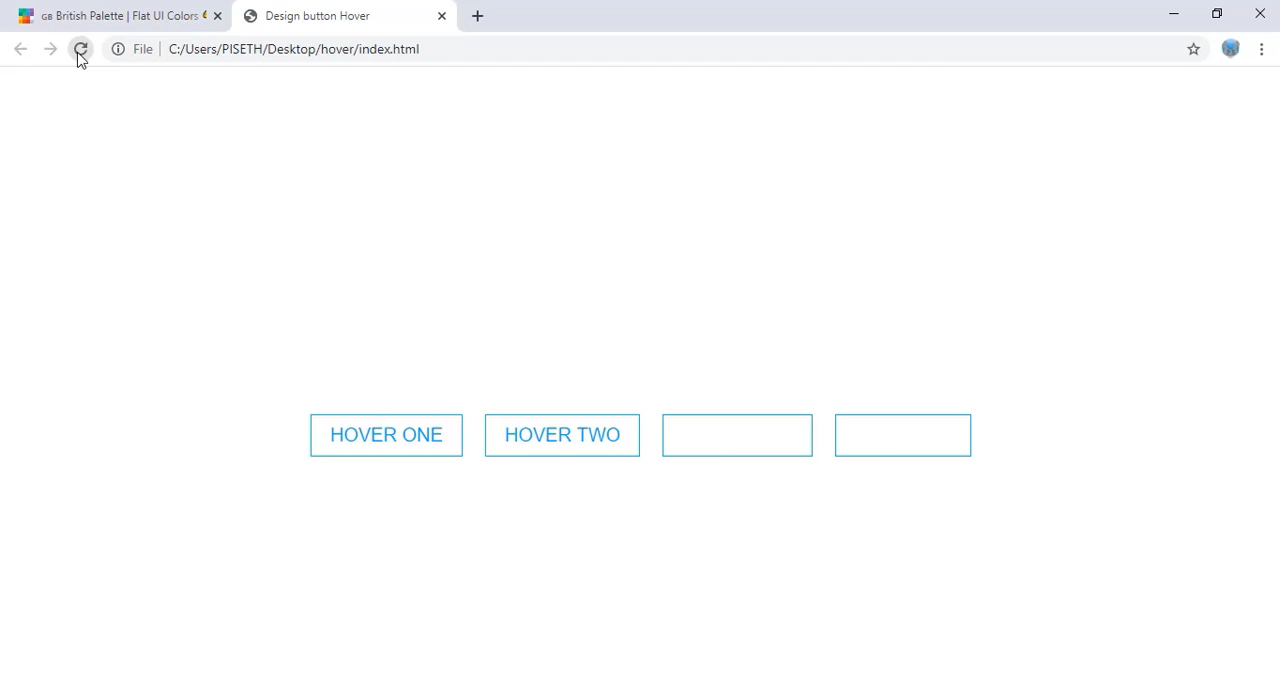 GB British Palette | Flat UI Colors
Design button Hover
File
C:/Users/PISETH/Desktop/hover/index.html
HOVER ONE
HOVER TWO